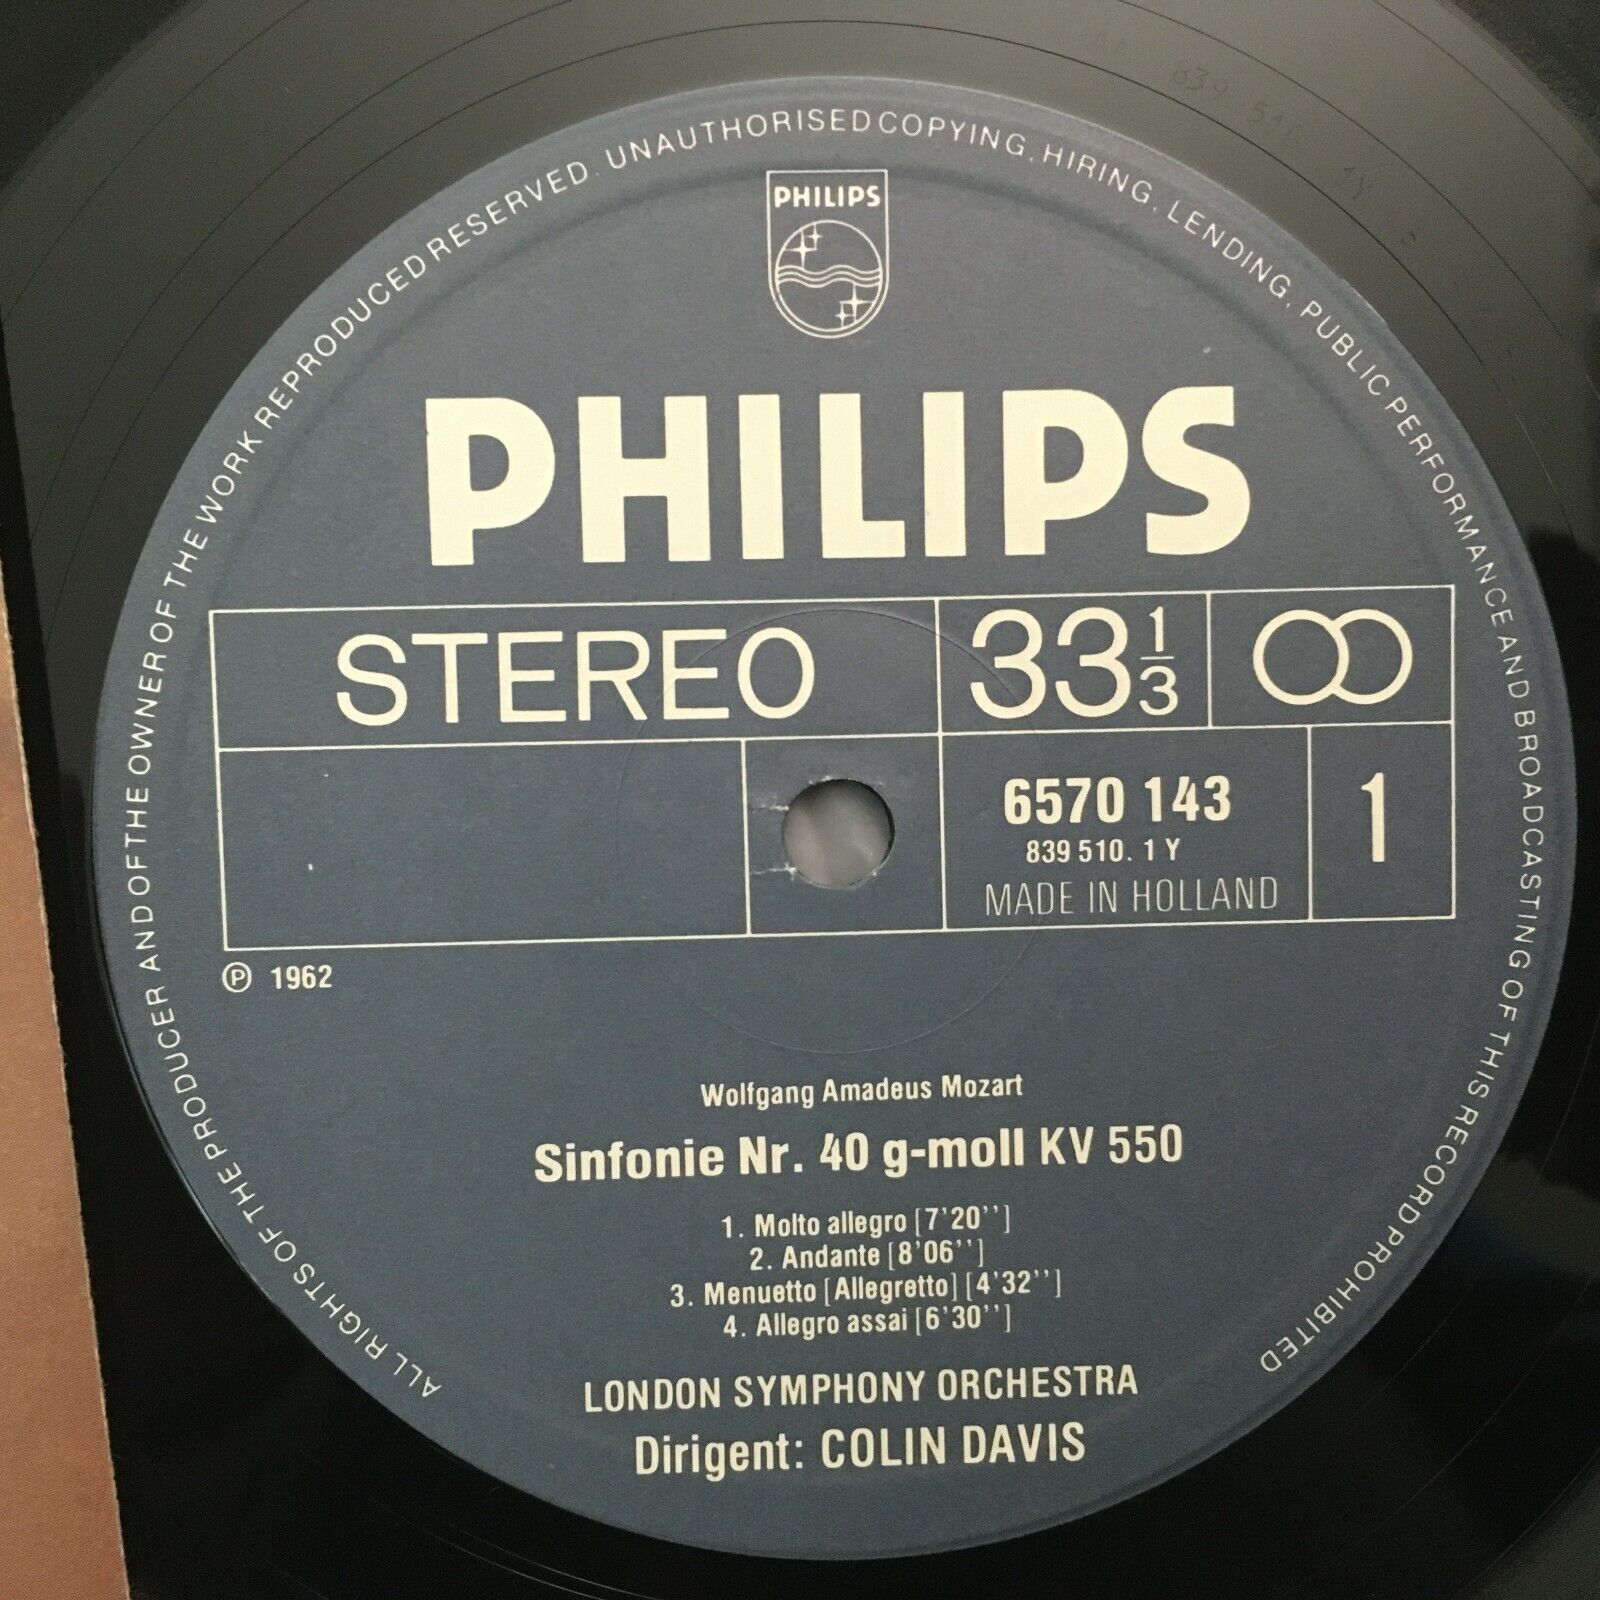 ALL RIGHTS OF THE PRODUCER AND OF THE OWNER OF THE WORK REPRODUCED RESERVED. UNAUTHORISED COPYING, HIRING, LENDING, PUBLIC PERFORMANCE AND BROADCASTING OF THIS RECORD PROHIBITED
PHILIPS
PHILIPS
STEREO 33 1/3
6570 143 1
839 510. 1 Y
MADE IN HOLLAND
℗ 1962
Wolfgang Amadeus Mozart
Sinfonie Nr. 40 g-moll KV 550
1. Molto allegro [7'20'']
2. Andante [8'06'']
3. Menuetto [Allegretto] [4'32'']
4. Allegro assai [6'30'']
LONDON SYMPHONY ORCHESTRA
Dirigent: COLIN DAVIS